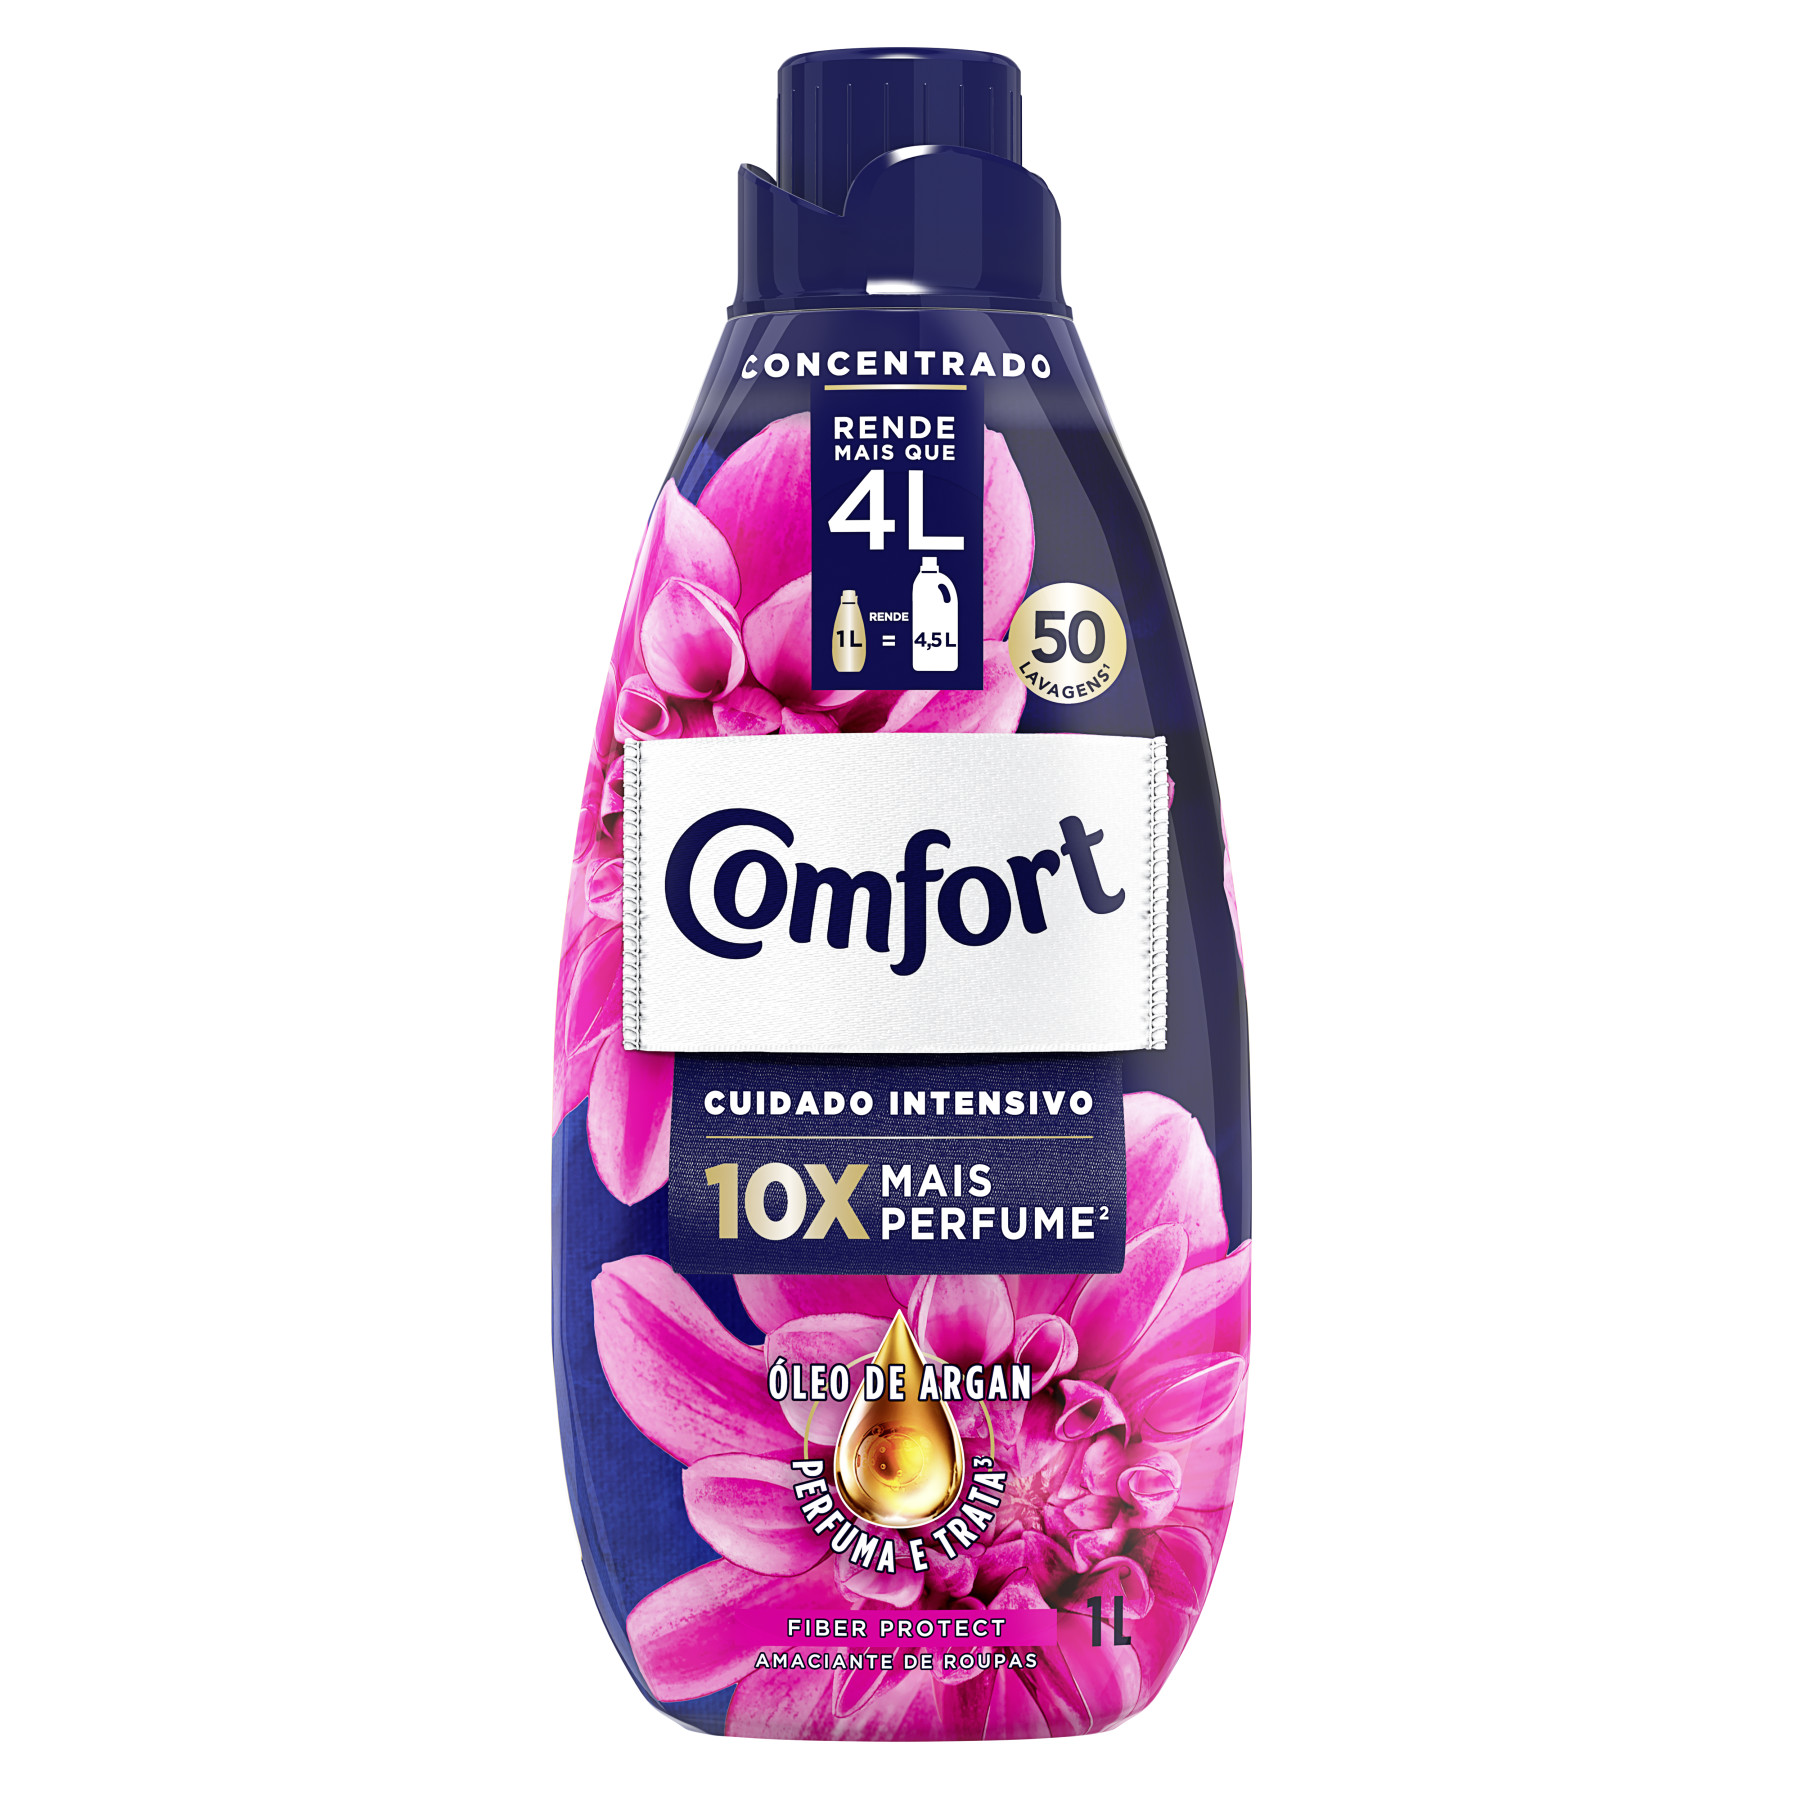 CONCENTRADO
RENDE
MAIS QUE
4L
1L RENDE = 4,5L
50
LAVAGENS¹
Comfort
CUIDADO INTENSIVO
10X MAIS
PERFUME²
ÓLEO DE ARGAN
PERFUMA E TRATA³
FIBER PROTECT
1L
AMACIANTE DE ROUPAS